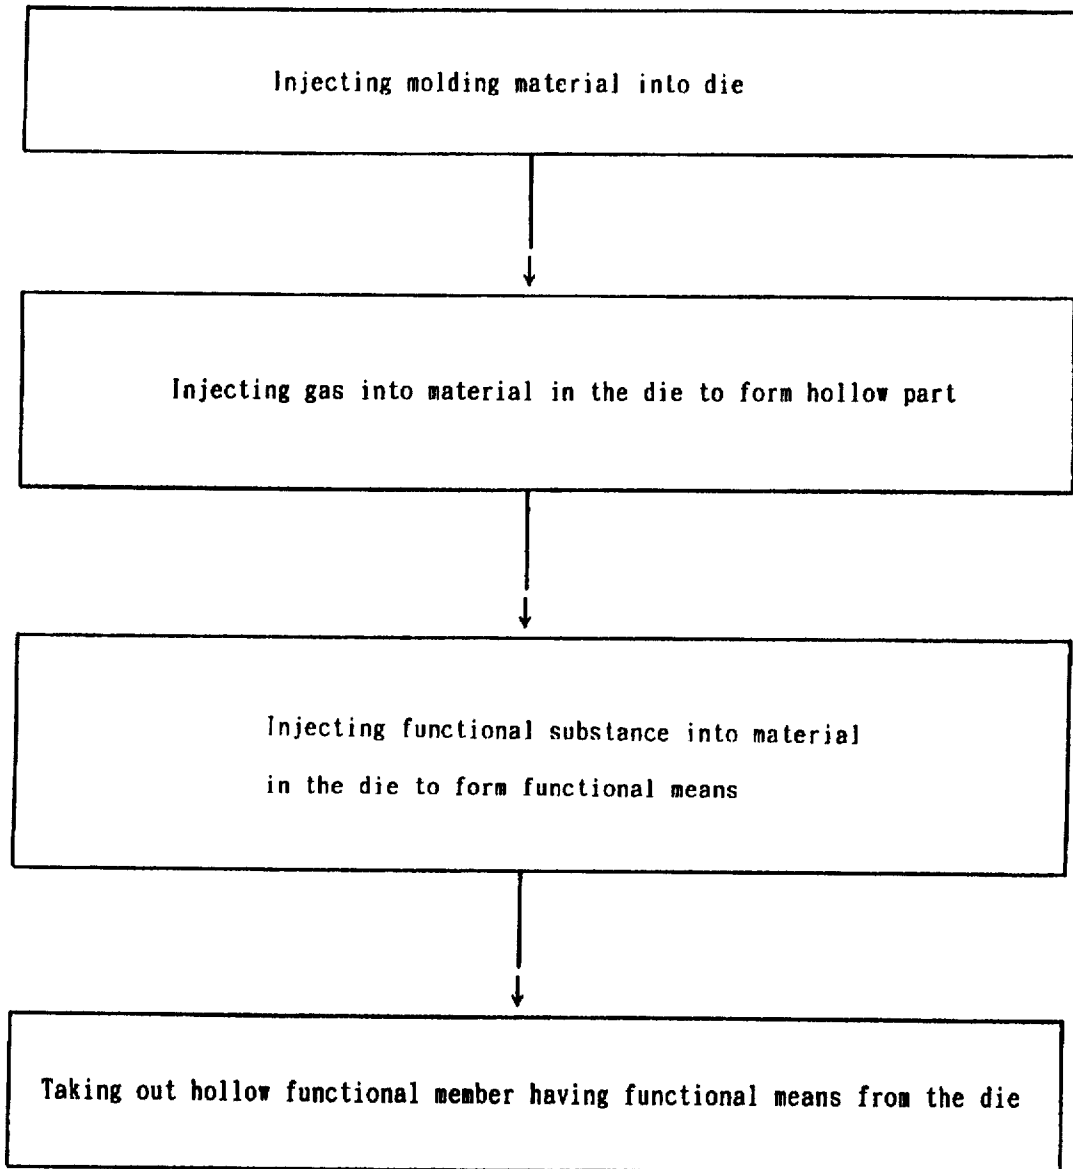 Injecting molding material into die
Injecting gas into material in the die to form hollow part
Injecting functional substance into material
in the die to form functional means
Taking out hollow functional member having functional means from the die